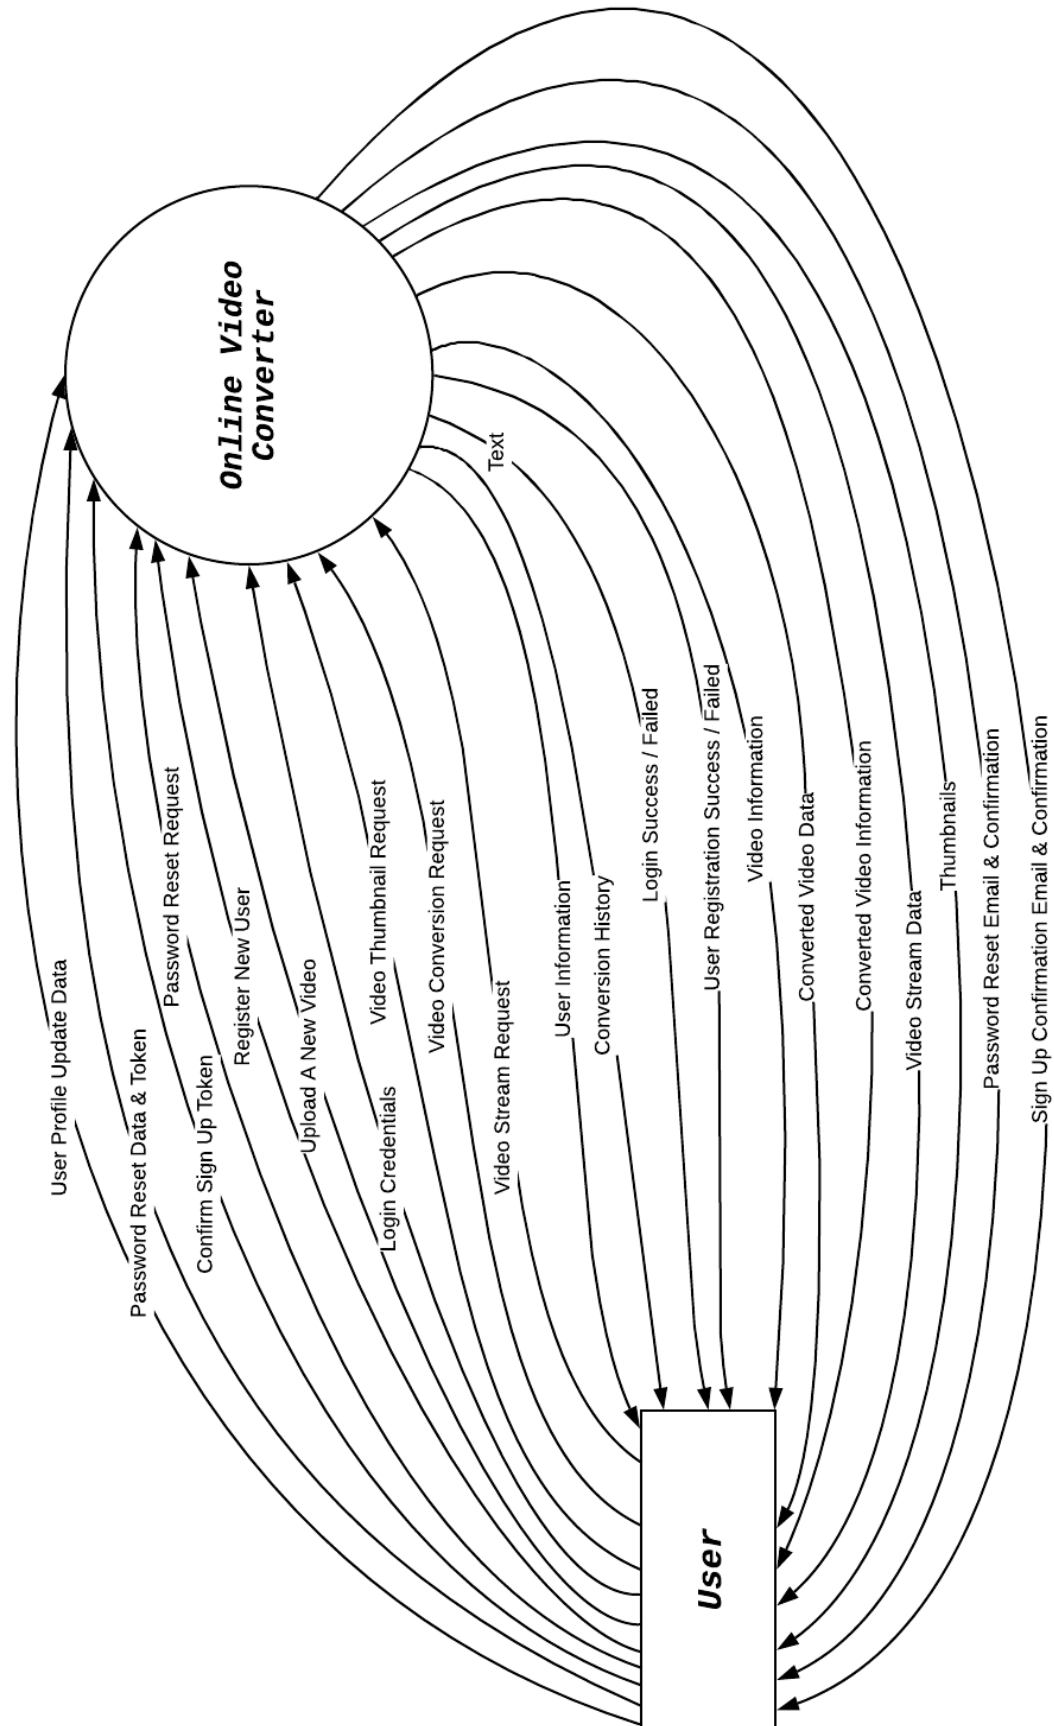 Online Video
Converter
Text
User Profile Update Data
Password Reset Data & Token
Password Reset Request
Confirm Sign Up Token
Register New User
Upload A New Video
Video Thumbnail Request
Login Credentials
Video Conversion Request
Video Stream Request
User Information
Conversion History
Login Success / Failed
User Registration Success / Failed
Video Information
Converted Video Data
Converted Video Information
Video Stream Data
Thumbnails
Password Reset Email & Confirmation
Sign Up Confirmation Email & Confirmation
User